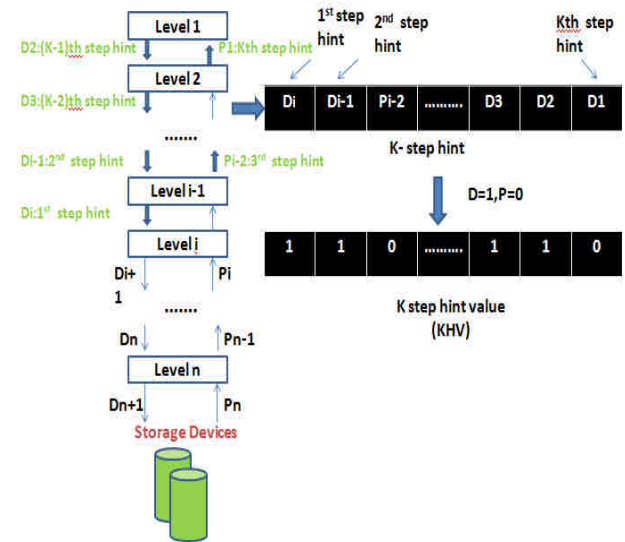 Level 1
D2:(K-1)th step hint
P1:Kth step hint
Level 2
D3:(K-2)th step hint
.......
Di-1:2nd step hint
Pi-2:3rd step hint
Level i-1
Di:1st step hint
Level i
Di+
1
Pi
.......
Dn
Pn-1
Level n
Dn+1
Pn
Storage Devices
1st step
hint
2nd step
hint
Kth step
hint
Di Di-1 Pi-2 .......... D3 D2 D1
K- step hint
D=1,P=0
1 1 0 .......... 1 1 0
K step hint value
(KHV)